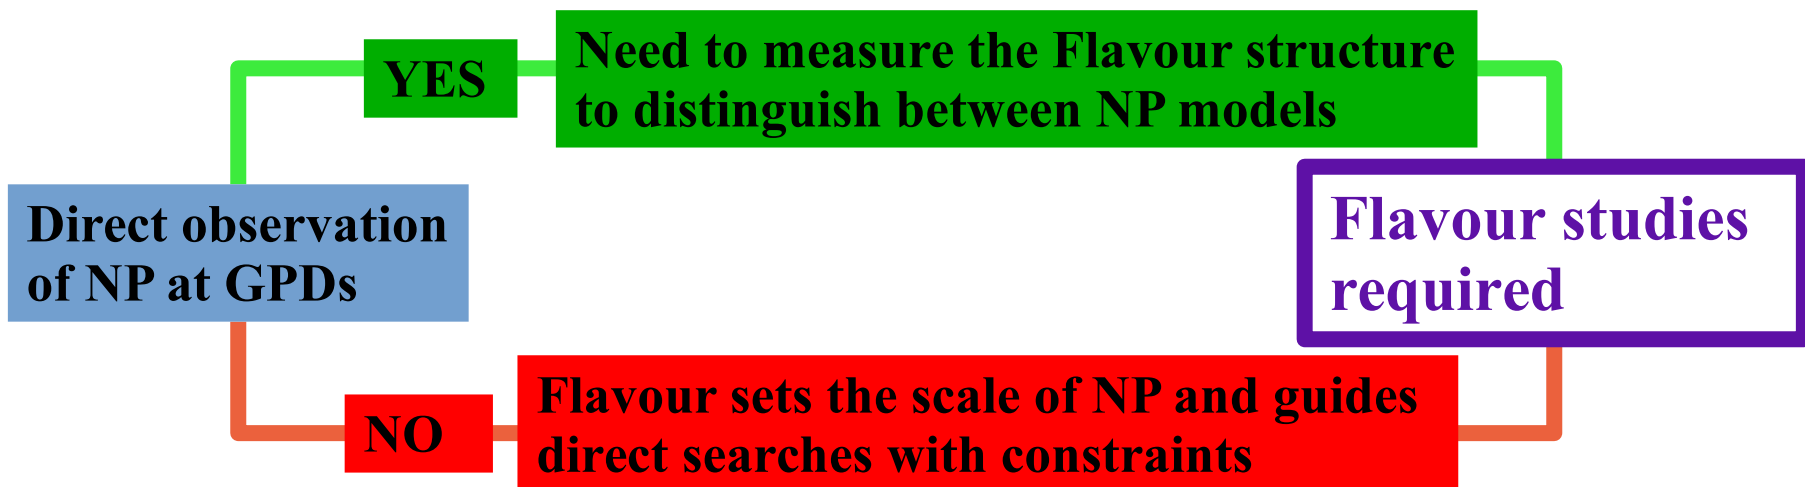 YES
Need to measure the Flavour structure
to distinguish between NP models
Direct observation
of NP at GPDs
Flavour studies
required
NO
Flavour sets the scale of NP and guides
direct searches with constraints